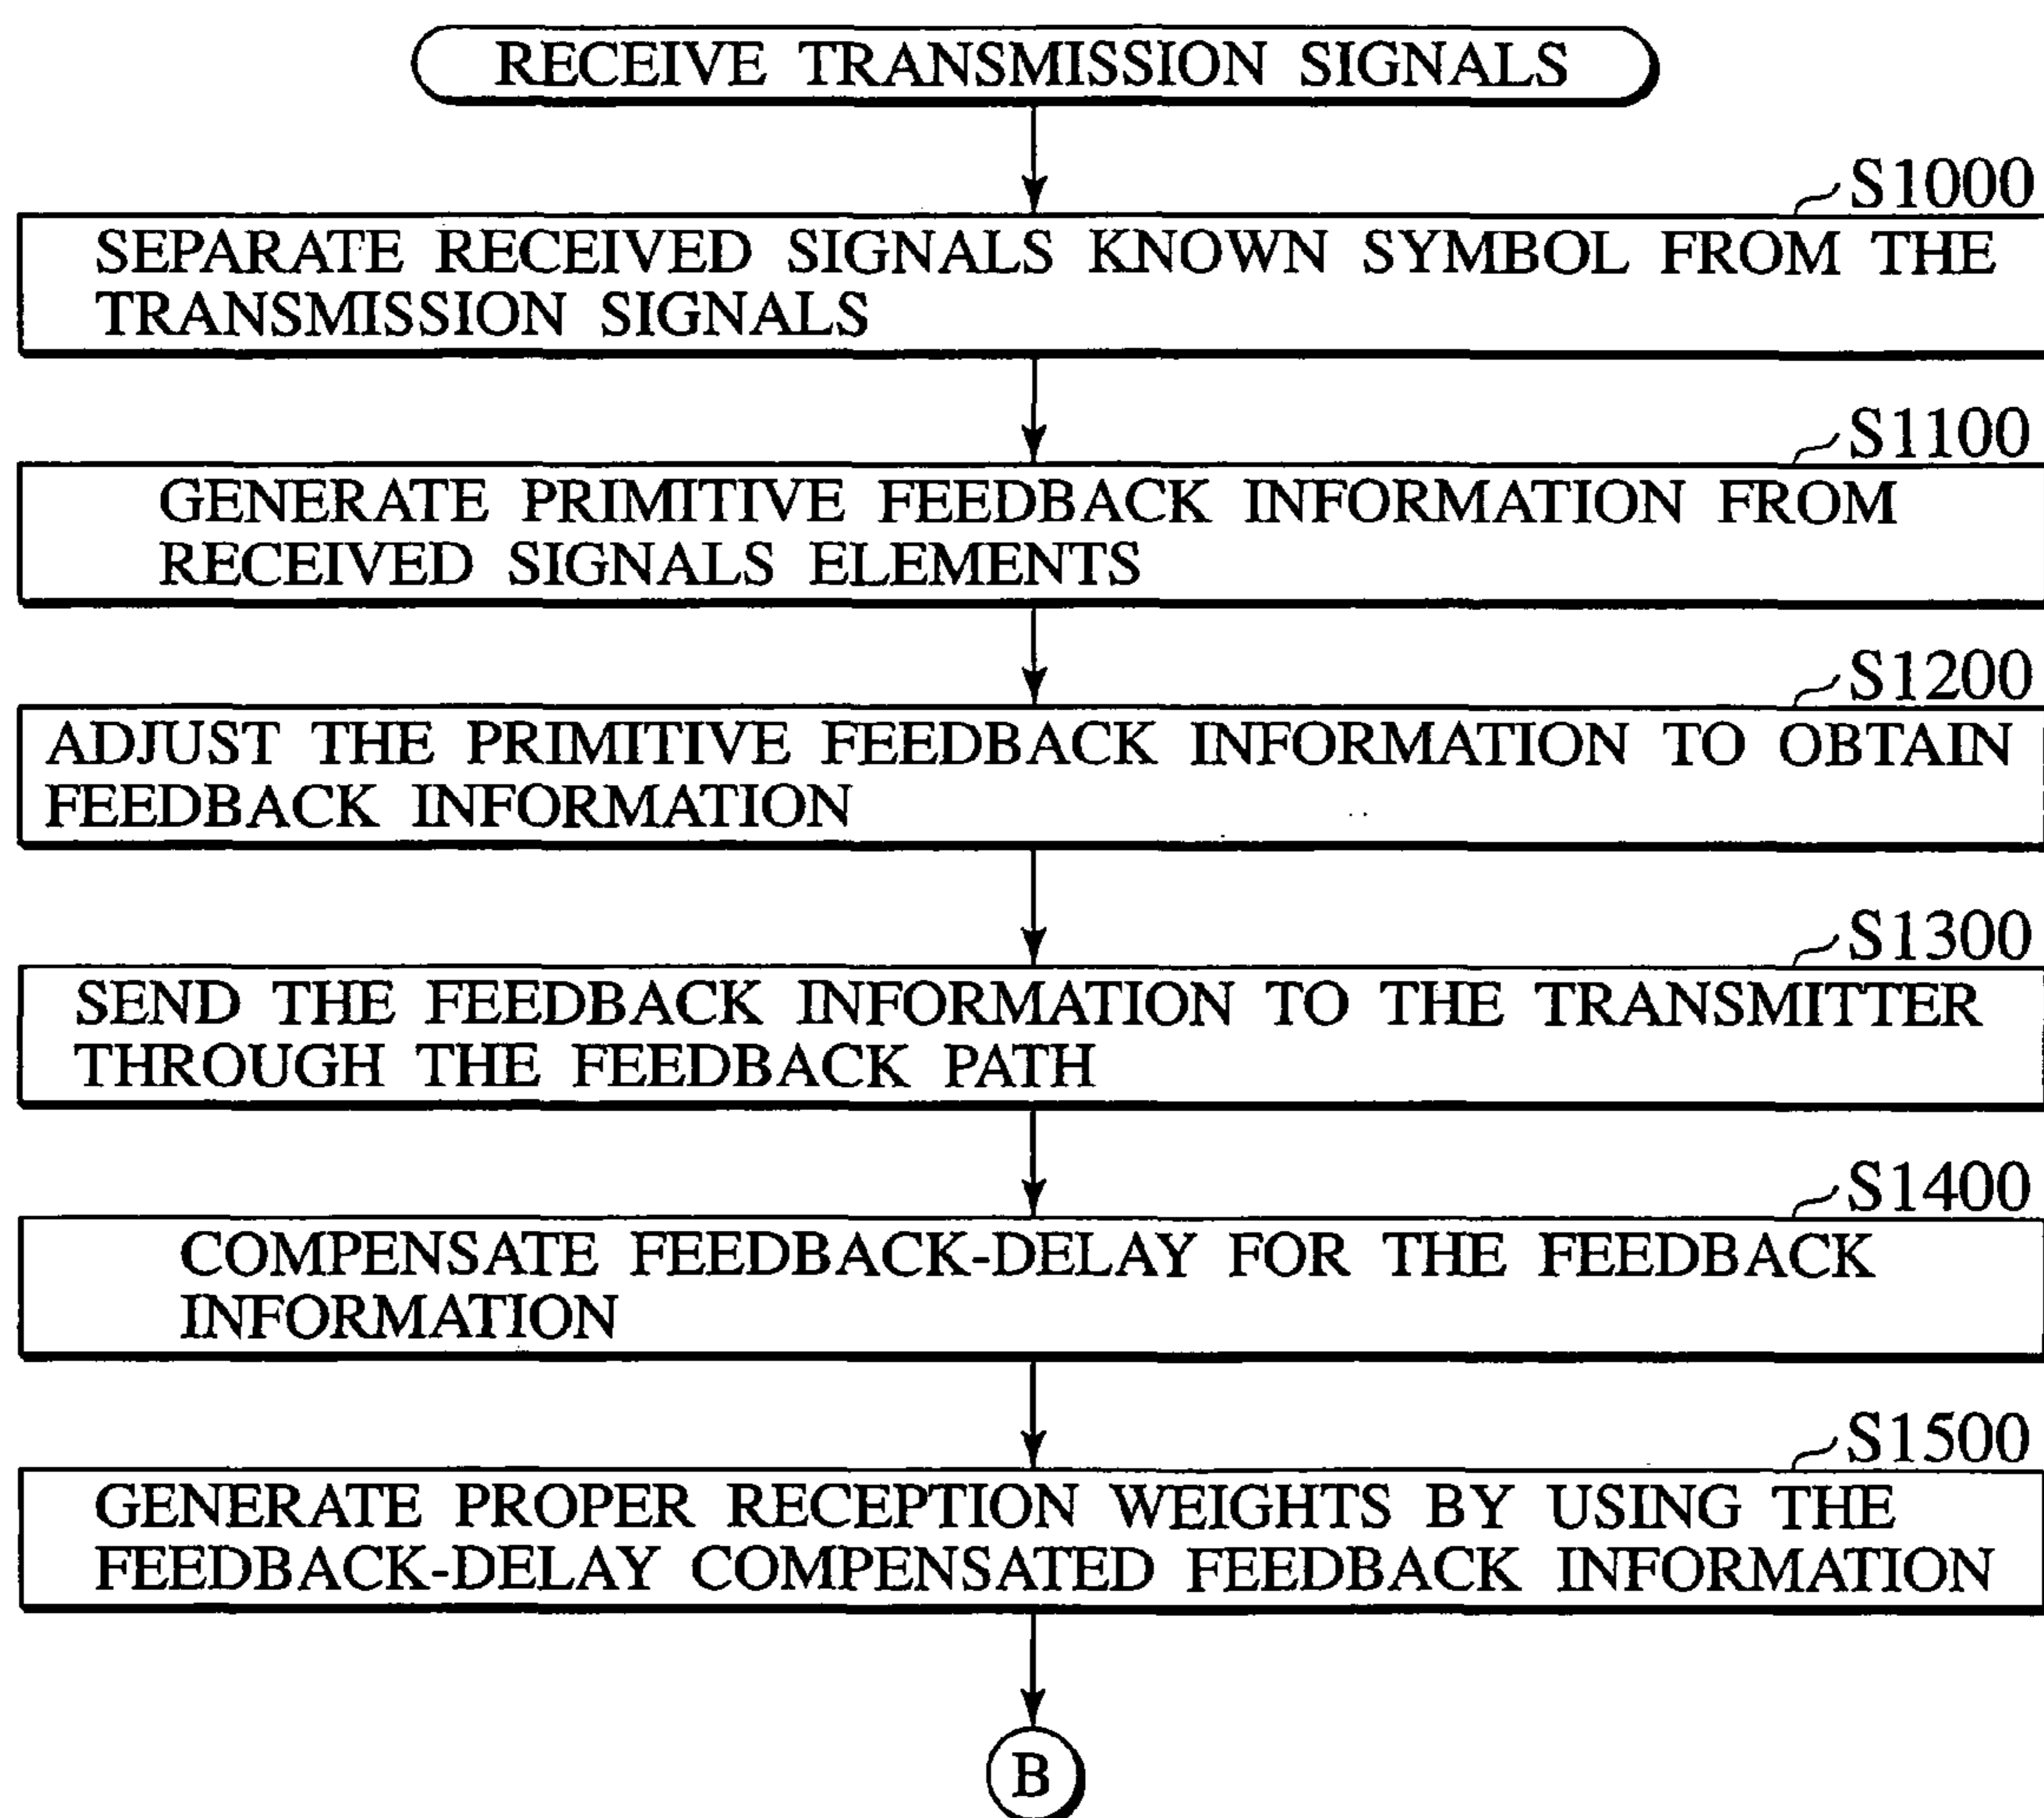 RECEIVE TRANSMISSION SIGNALS
S1000
SEPARATE RECEIVED SIGNALS KNOWN SYMBOL FROM THE
TRANSMISSION SIGNALS
S1100
GENERATE PRIMITIVE FEEDBACK INFORMATION FROM
RECEIVED SIGNALS ELEMENTS
S1200
ADJUST THE PRIMITIVE FEEDBACK INFORMATION TO OBTAIN
FEEDBACK INFORMATION
S1300
SEND THE FEEDBACK INFORMATION TO THE TRANSMITTER
THROUGH THE FEEDBACK PATH
S1400
COMPENSATE FEEDBACK-DELAY FOR THE FEEDBACK
INFORMATION
S1500
GENERATE PROPER RECEPTION WEIGHTS BY USING THE
FEEDBACK-DELAY COMPENSATED FEEDBACK INFORMATION
B